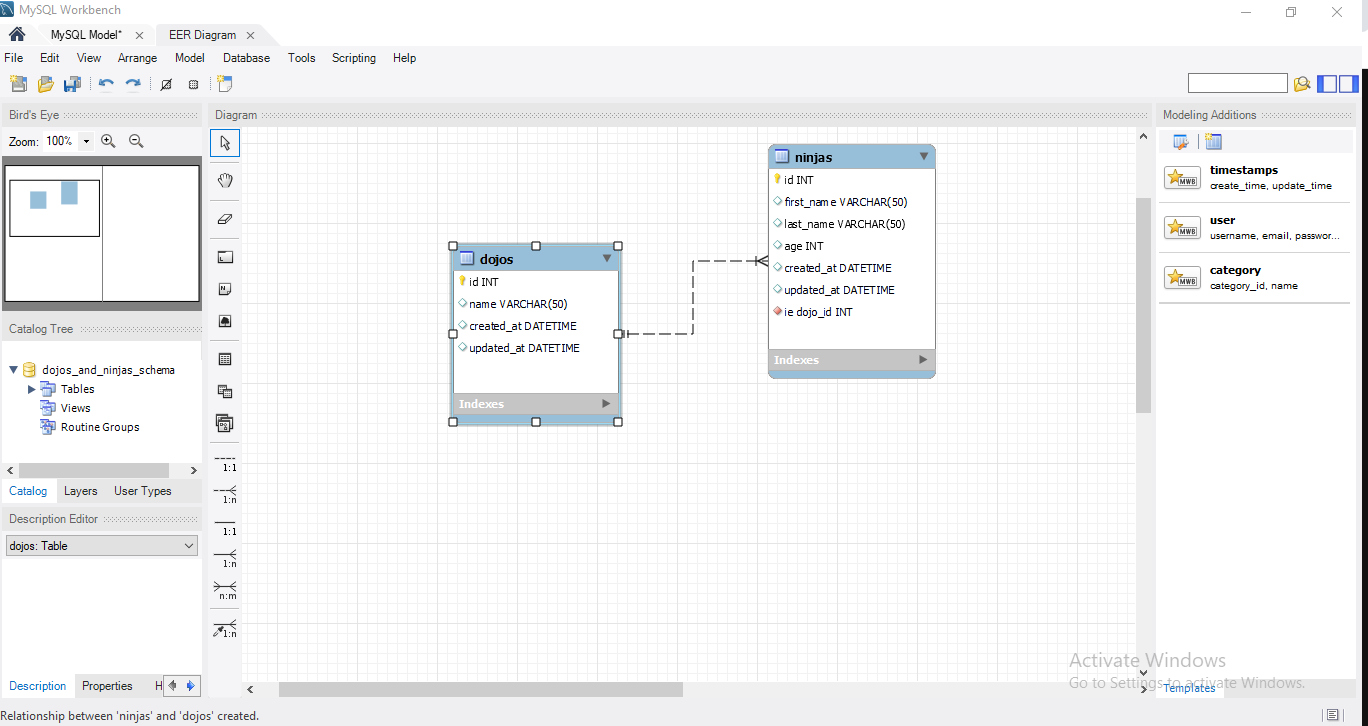 MySQL Workbench
MySQL Model*
EER Diagram
File Edit View Arrange Model Database Tools Scripting Help
Bird's Eye
Zoom: 100%
Catalog Tree
dojos_and_ninjas_schema
Tables
Views
Routine Groups
Catalog Layers User Types
Description Editor
dojos: Table
Description Properties H
Relationship between 'ninjas' and 'dojos' created.
Diagram
1:1
1:n
1:1
1:n
n:m
1:n
dojos
id INT
name VARCHAR(50)
created_at DATETIME
updated_at DATETIME
Indexes
ninjas
id INT
first_name VARCHAR(50)
last_name VARCHAR(50)
age INT
created_at DATETIME
updated_at DATETIME
ie dojo_id INT
Indexes
Modeling Additions
MWB
timestamps
create_time, update_time
MWB
user
username, email, passwor...
MWB
category
category_id, name
Activate Windows
Go to Settings to activate Windows.
Templates